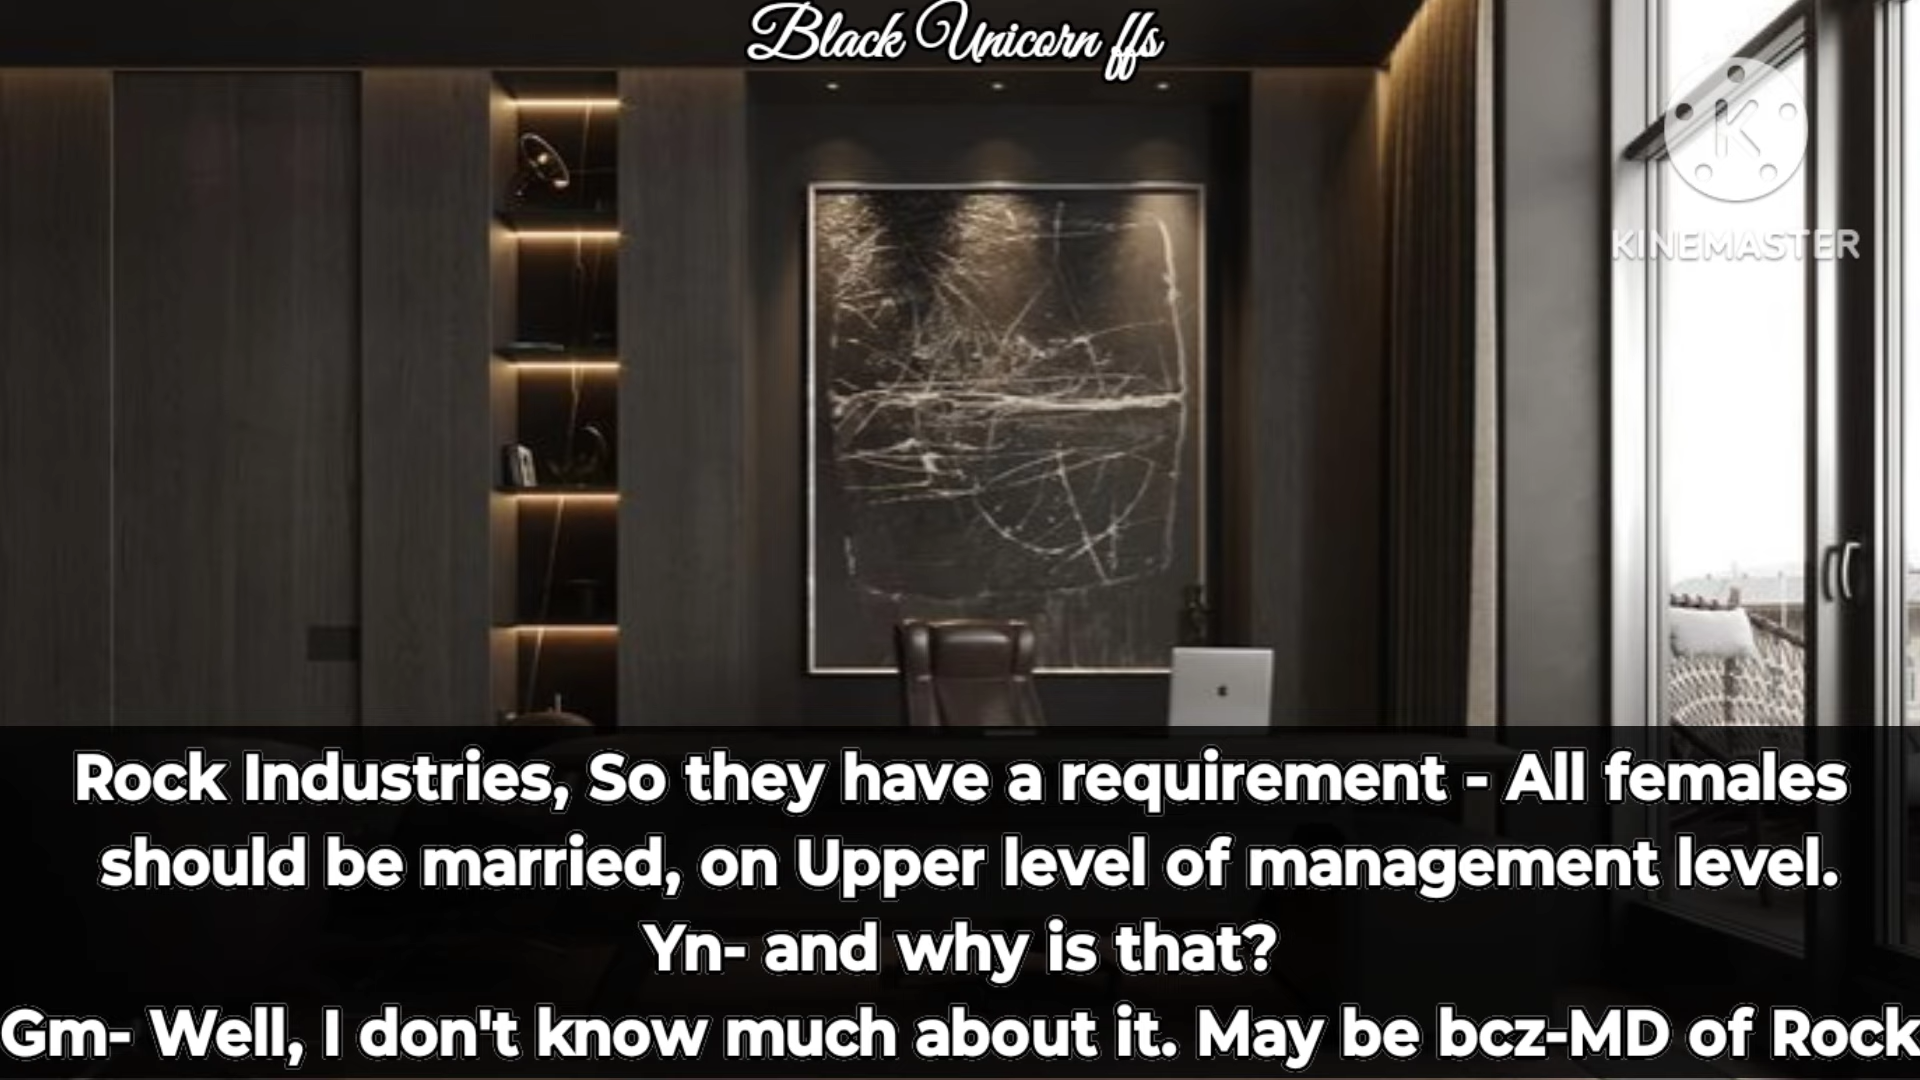 Black Unicorn ffs
K
KINEMASTER
Rock Industries, So they have a requirement - All females
should be married, on Upper level of management level.
Yn- and why is that?
Gm- Well, I don't know much about it. May be bcz-MD of Rock